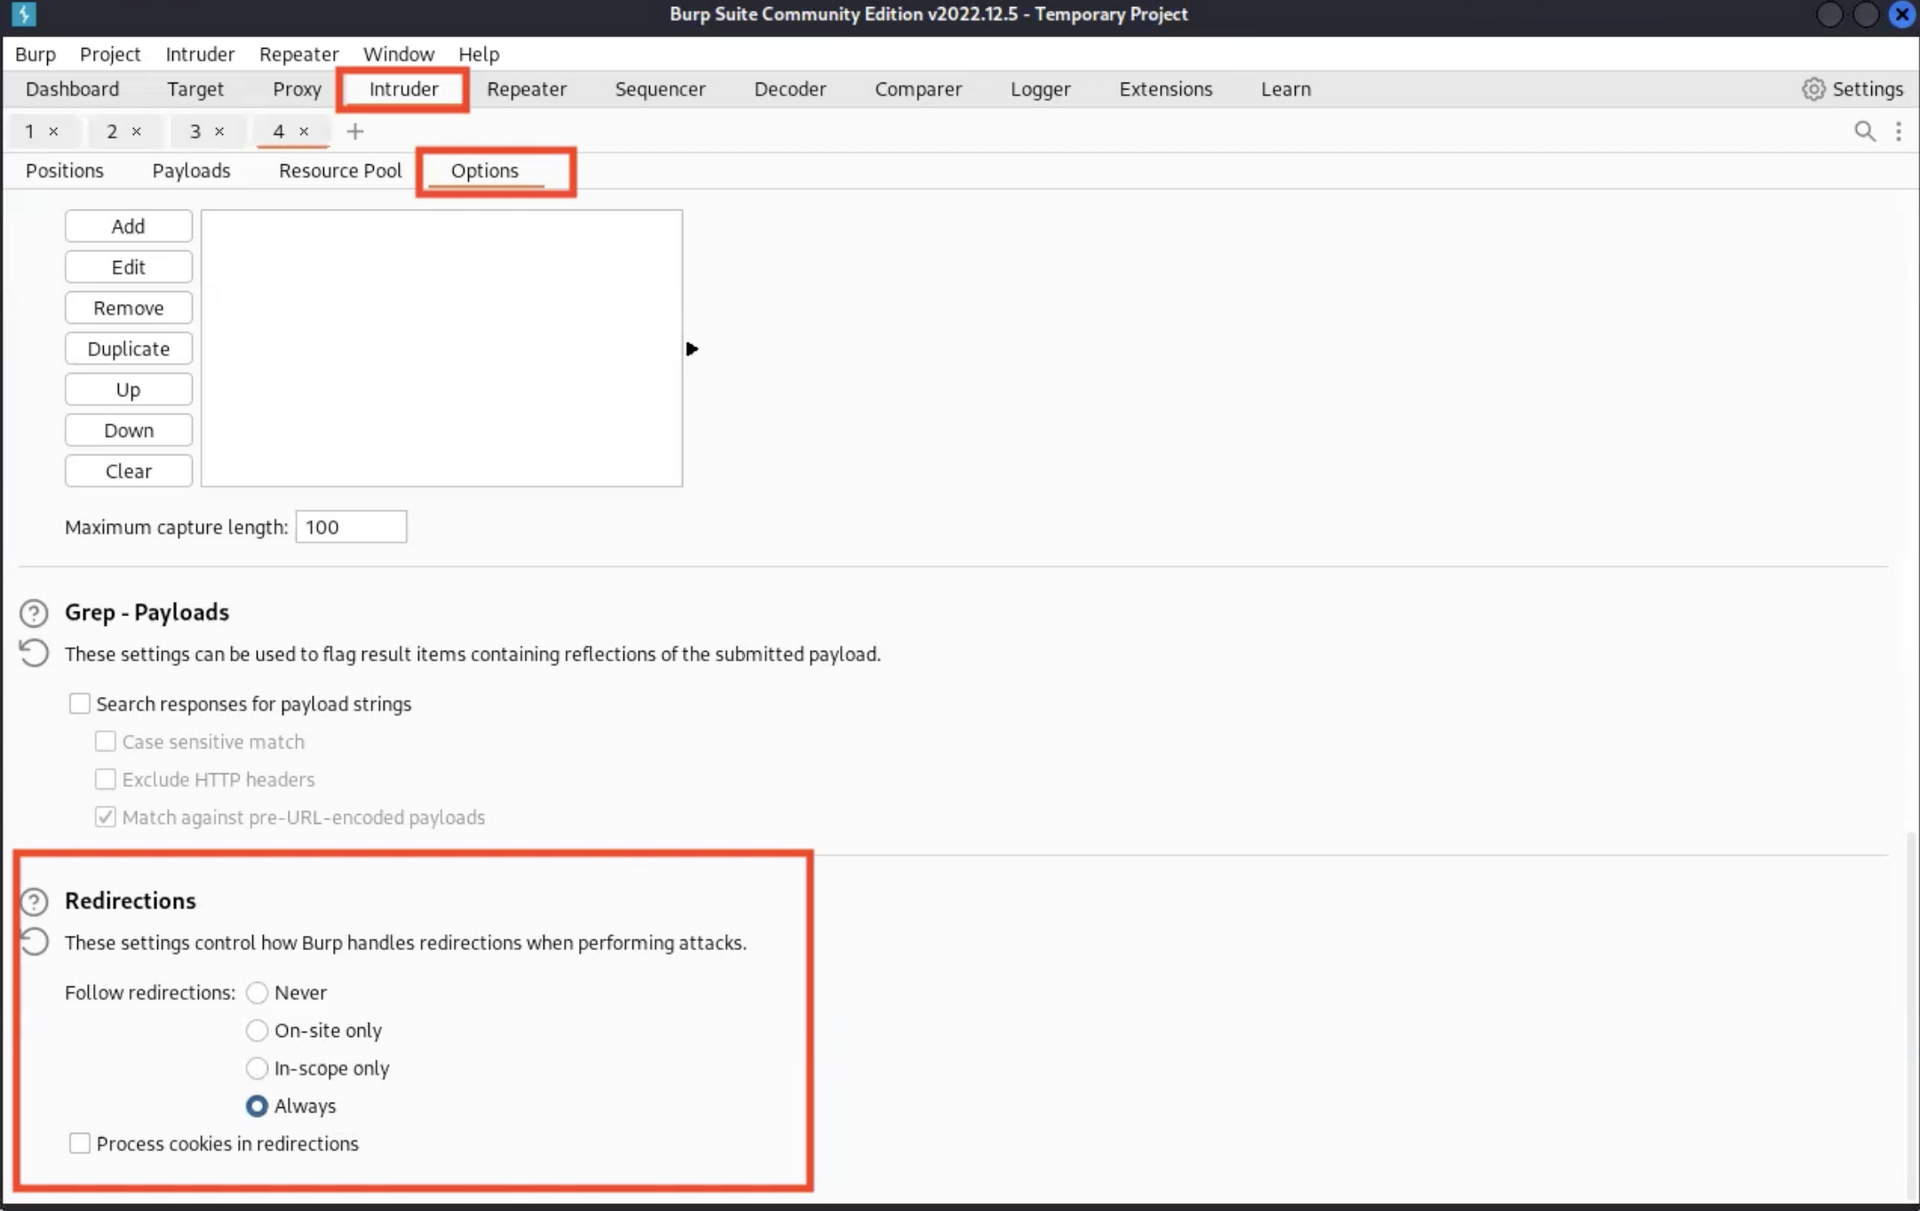 Burp Suite Community Edition v2022.12.5 - Temporary Project
Burp Project Intruder Repeater Window Help
Dashboard Target Proxy Intruder Repeater Sequencer Decoder Comparer Logger Extensions Learn Settings
1 × 2 × 3 × 4 × +
Positions Payloads Resource Pool Options
Add
Edit
Remove
Duplicate
Up
Down
Clear
Maximum capture length: 100
? Grep - Payloads
These settings can be used to flag result items containing reflections of the submitted payload.
Search responses for payload strings
Case sensitive match
Exclude HTTP headers
Match against pre-URL-encoded payloads
? Redirections
These settings control how Burp handles redirections when performing attacks.
Follow redirections: Never
On-site only
In-scope only
Always
Process cookies in redirections